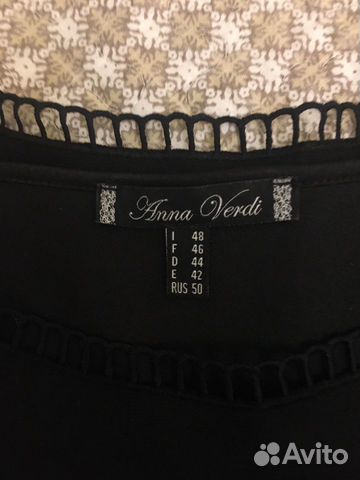 Anna Verdi
I 48
F 46
D 44
E 42
RUS 50
Avito